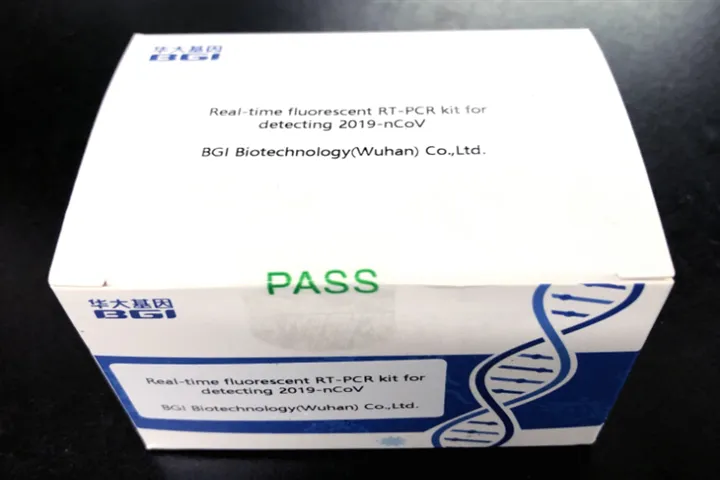 华大基因
BGI
Real-time fluorescent RT-PCR kit for
detecting 2019-nCoV
BGI Biotechnology(Wuhan) Co.,Ltd.
PASS
华大基因
BGI
Real-time fluorescent RT-PCR kit for
detecting 2019-nCoV
BGI Biotechnology(Wuhan) Co.,Ltd.